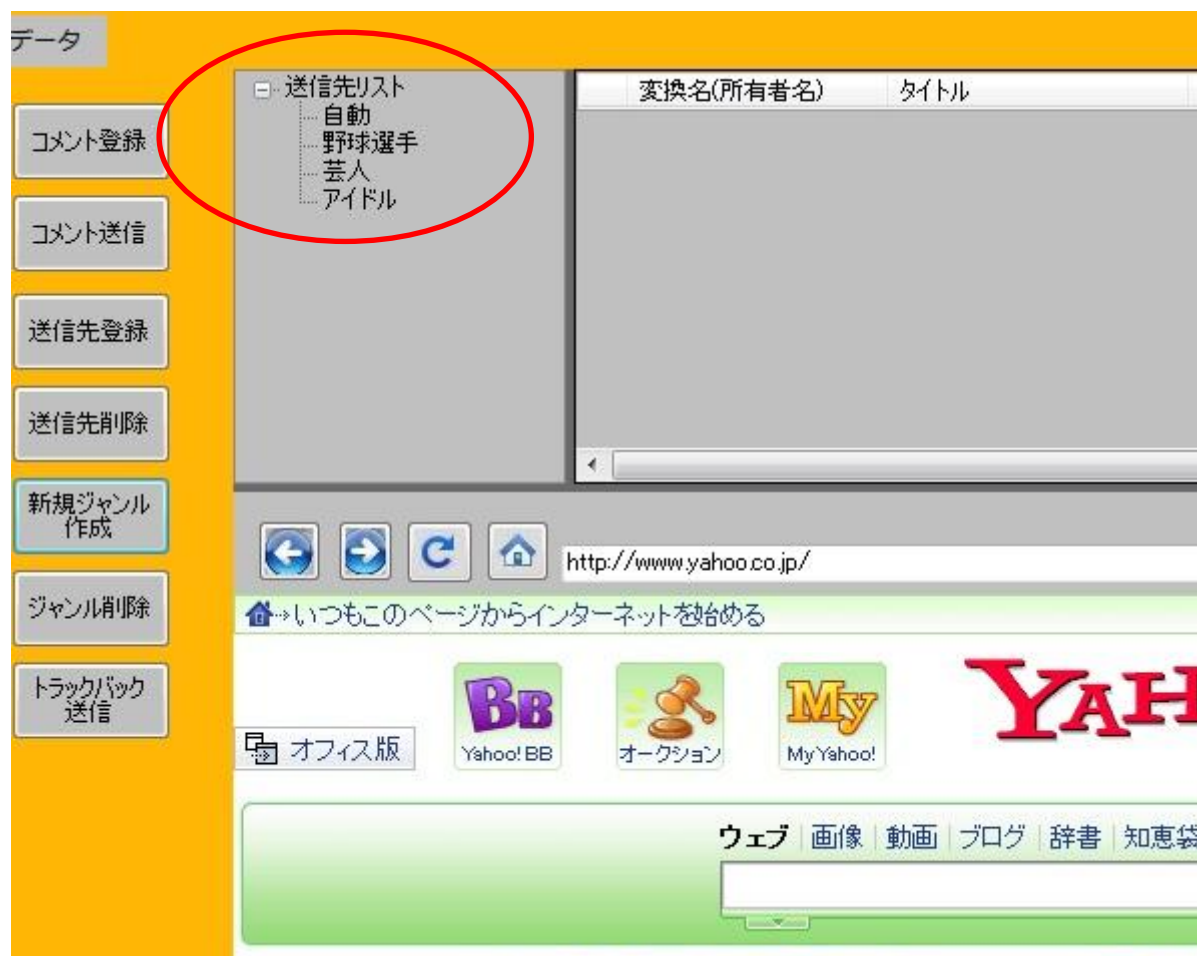 データ
送信先リスト
自動
野球選手
芸人
アイドル
変換名(所有者名) タイトル
コメント登録
コメント送信
送信先登録
送信先削除
新規ジャンル
作成
ジャンル削除
トラックバック
送信
http://www.yahoo.co.jp/
いつもこのページからインターネットを始める
オフィス版
BB
Yahoo! BB
オークション
My
My Yahoo!
YAH
ウェブ 画像 動画 ブログ 辞書 知恵袋